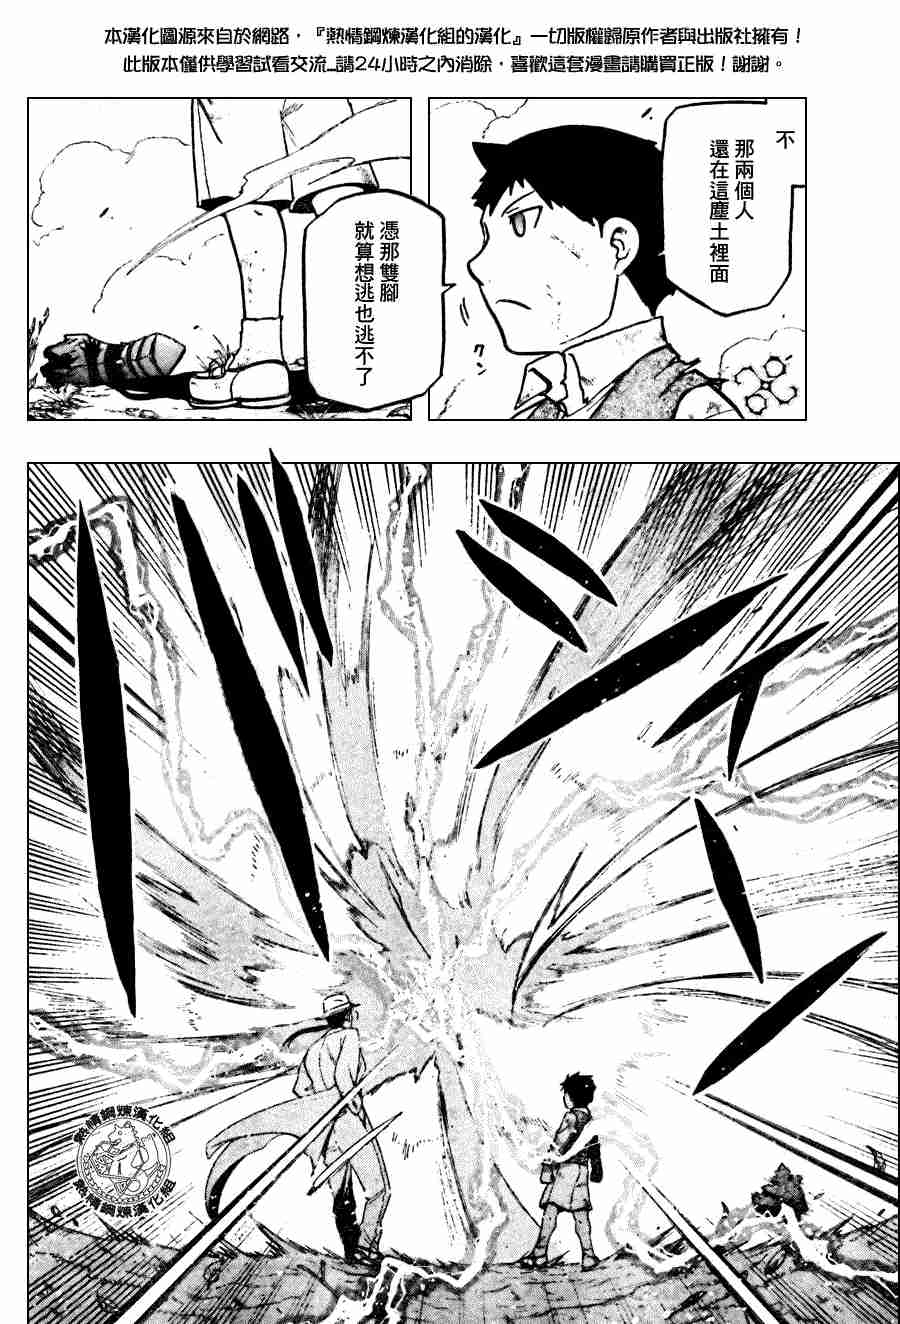 本漢化圖源來自於網路，『熱情鋼煉漢化組的漢化』一切版權歸原作者與出版社擁有！
此版本僅供學習試看交流…請24小時之內消除，喜歡這套漫畫請購買正版！謝謝。
不
那兩個人
還在這塵土裡面
憑那雙腳
就算想逃也逃不了
熱情鋼煉漢化組
熱情鋼煉漢化組